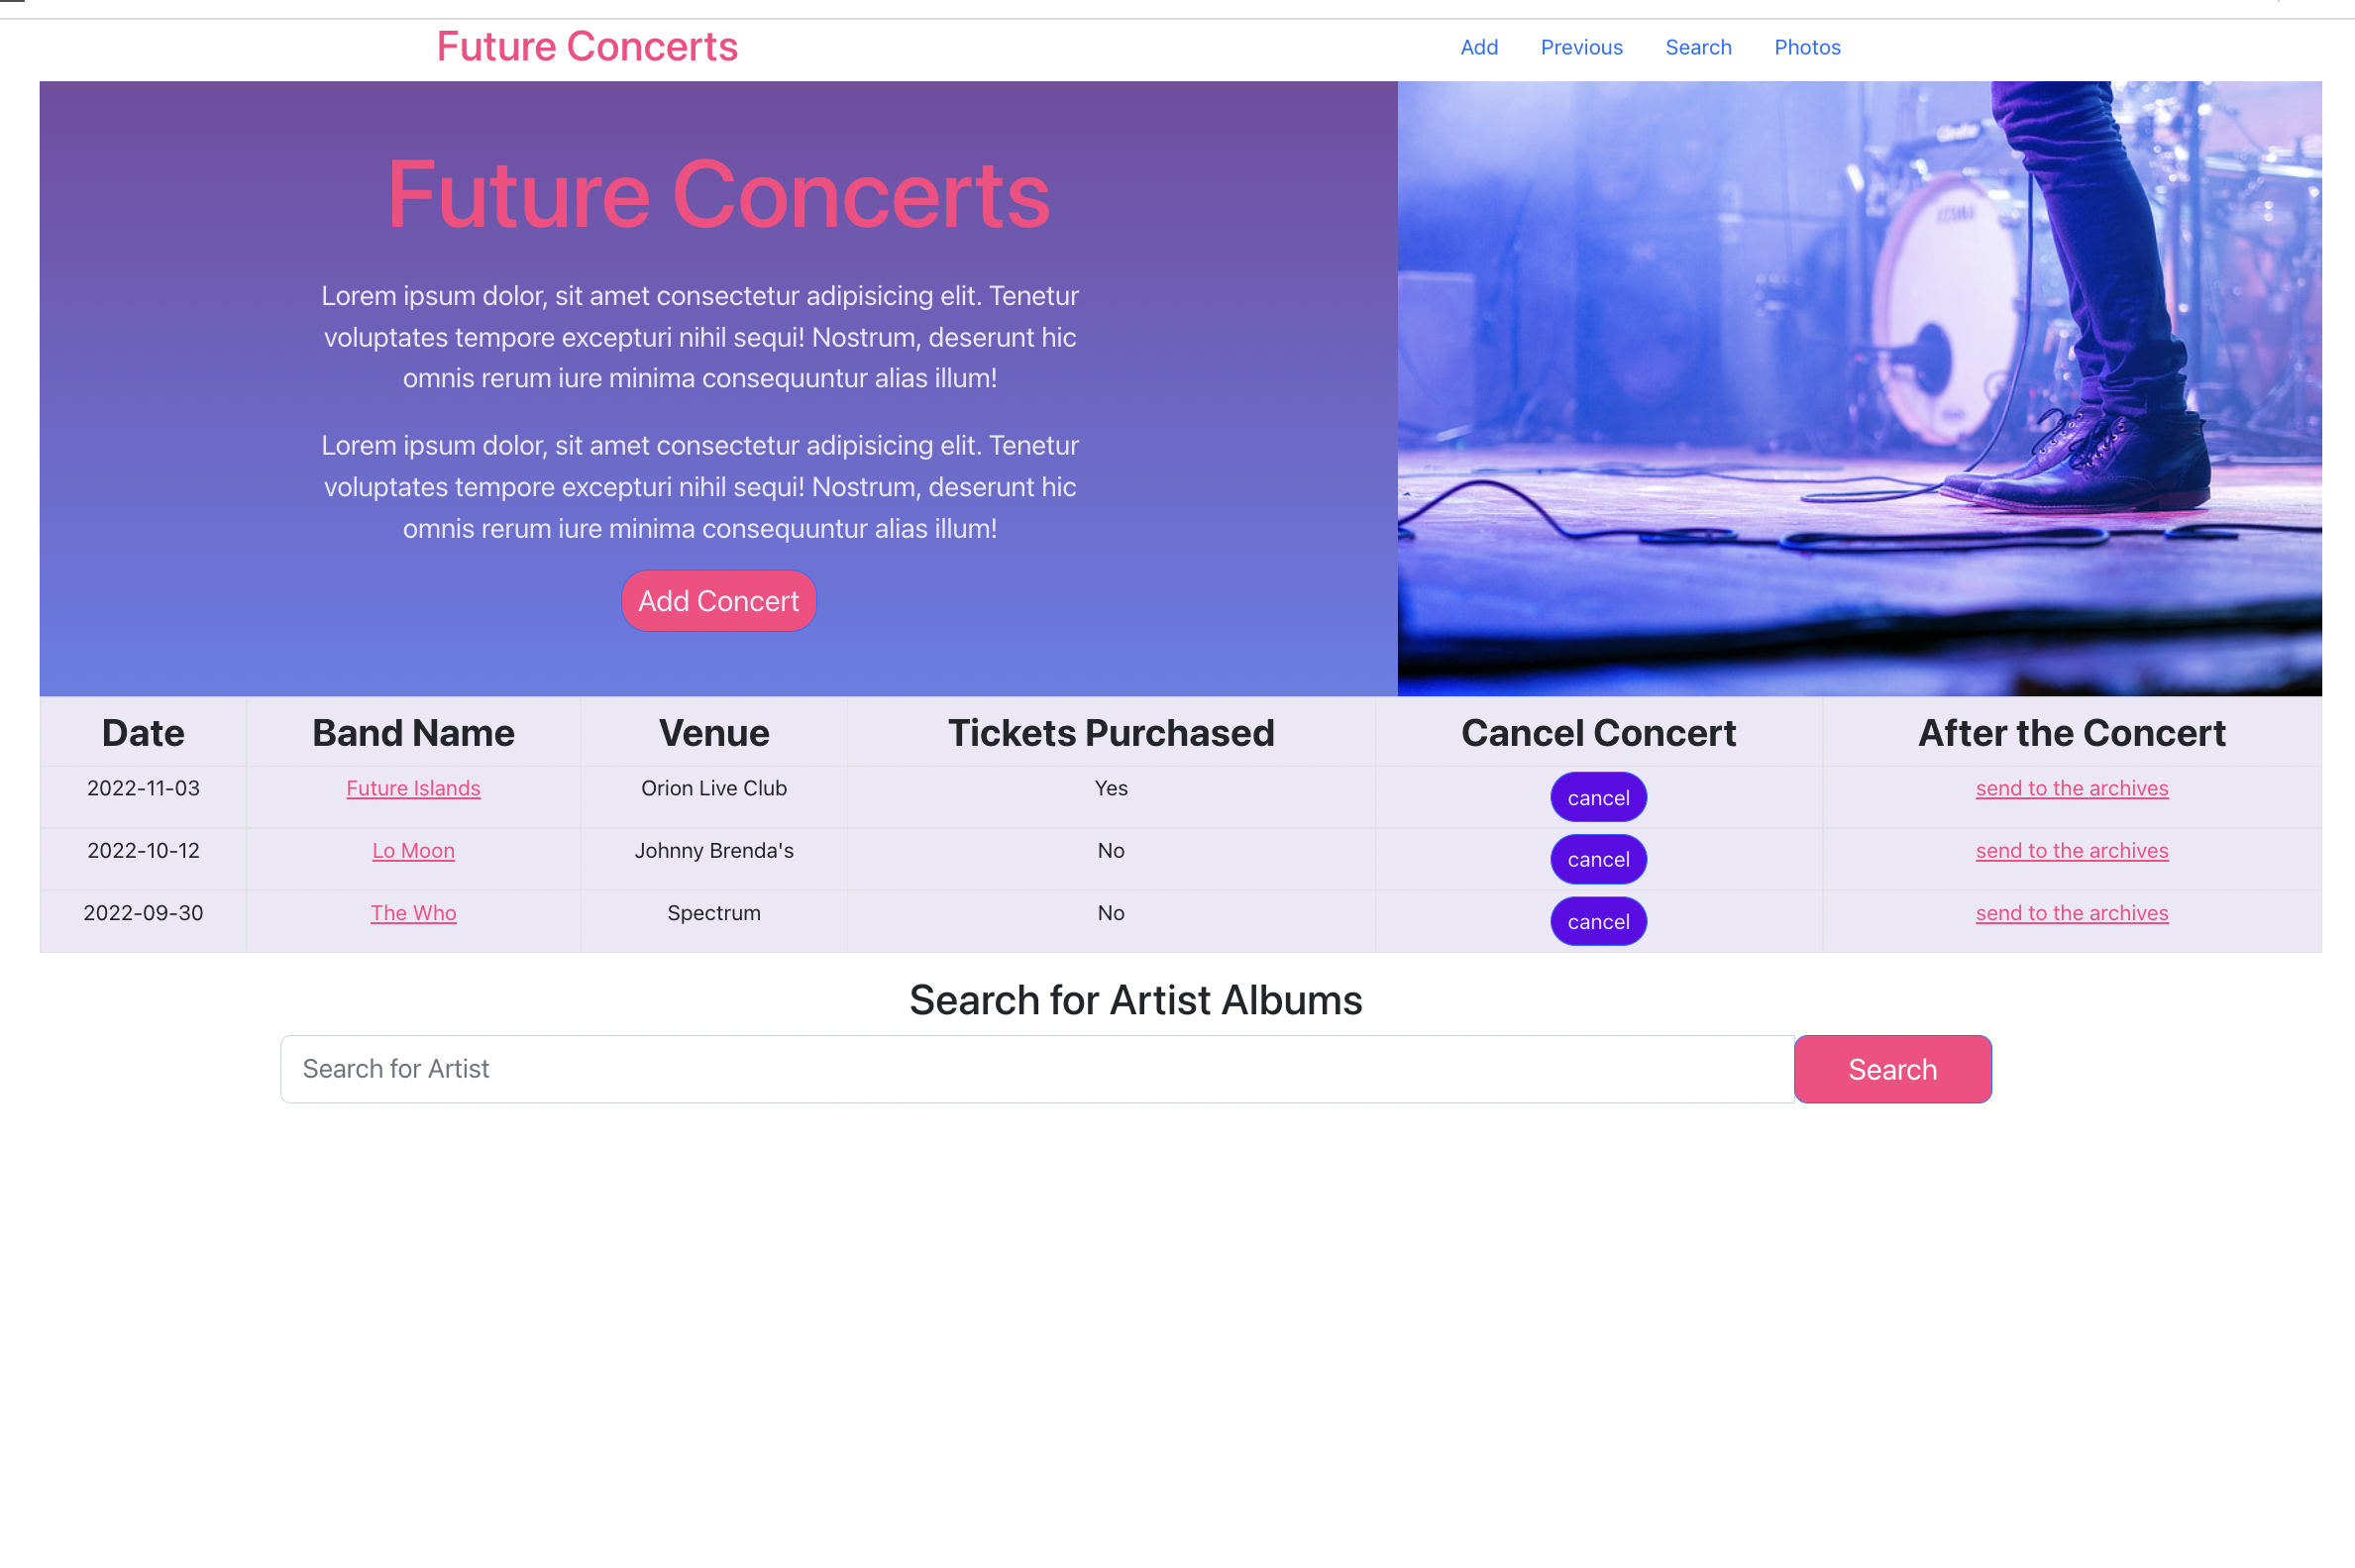 Future Concerts
Add Previous Search Photos
Future Concerts
Lorem ipsum dolor, sit amet consectetur adipisicing elit. Tenetur
voluptates tempore excepturi nihil sequi! Nostrum, deserunt hic
omnis rerum iure minima consequuntur alias illum!
Lorem ipsum dolor, sit amet consectetur adipisicing elit. Tenetur
voluptates tempore excepturi nihil sequi! Nostrum, deserunt hic
omnis rerum iure minima consequuntur alias illum!
Add Concert
TAMA
Date Band Name Venue Tickets Purchased Cancel Concert After the Concert
2022-11-03 Future Islands Orion Live Club Yes cancel send to the archives
2022-10-12 Lo Moon Johnny Brenda's No cancel send to the archives
2022-09-30 The Who Spectrum No cancel send to the archives
Search for Artist Albums
Search for Artist Search